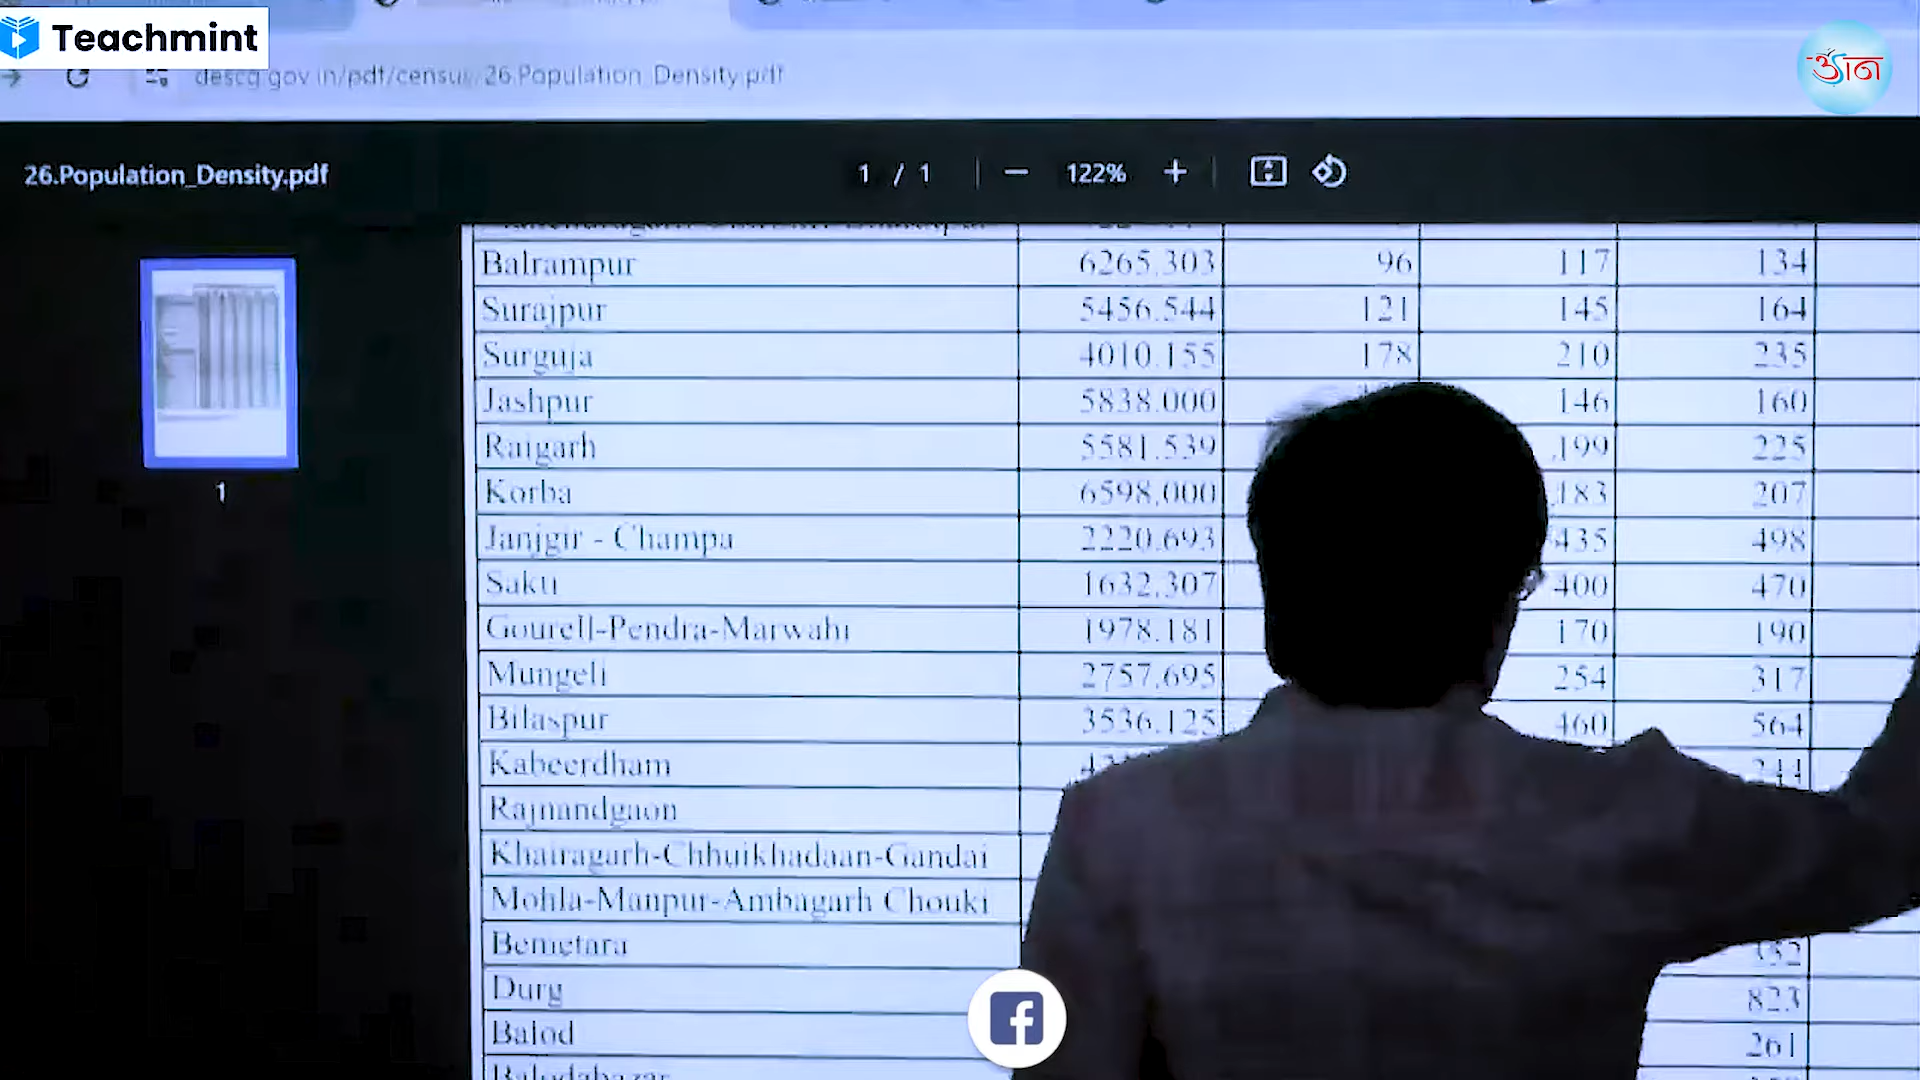 Teachmint
ज्ञान
descg.gov.in/pdf/census/26.Population_Density.pdf
26.Population_Density.pdf
1 / 1
122%
1
Balrampur 6265.303 96 117 134
Surajpur 5456.544 121 145 164
Surguja 4010.155 178 210 235
Jashpur 5838.000 146 160
Raigarh 5581.539 199 225
Korba 6598.000 183 207
Janjgir - Champa 2220.693 435 498
Sakti 1632.307 400 470
Gourell-Pendra-Marwahi 1978.181 170 190
Mungeli 2757.695 254 317
Bilaspur 3536.125 460 564
Kabeerdham
Rajnandgaon
Khairagarh-Chhuikhadaan-Gandai
Mohla-Manpur-Ambagarh Chouki
Bemetara
Durg 823
Balod 261